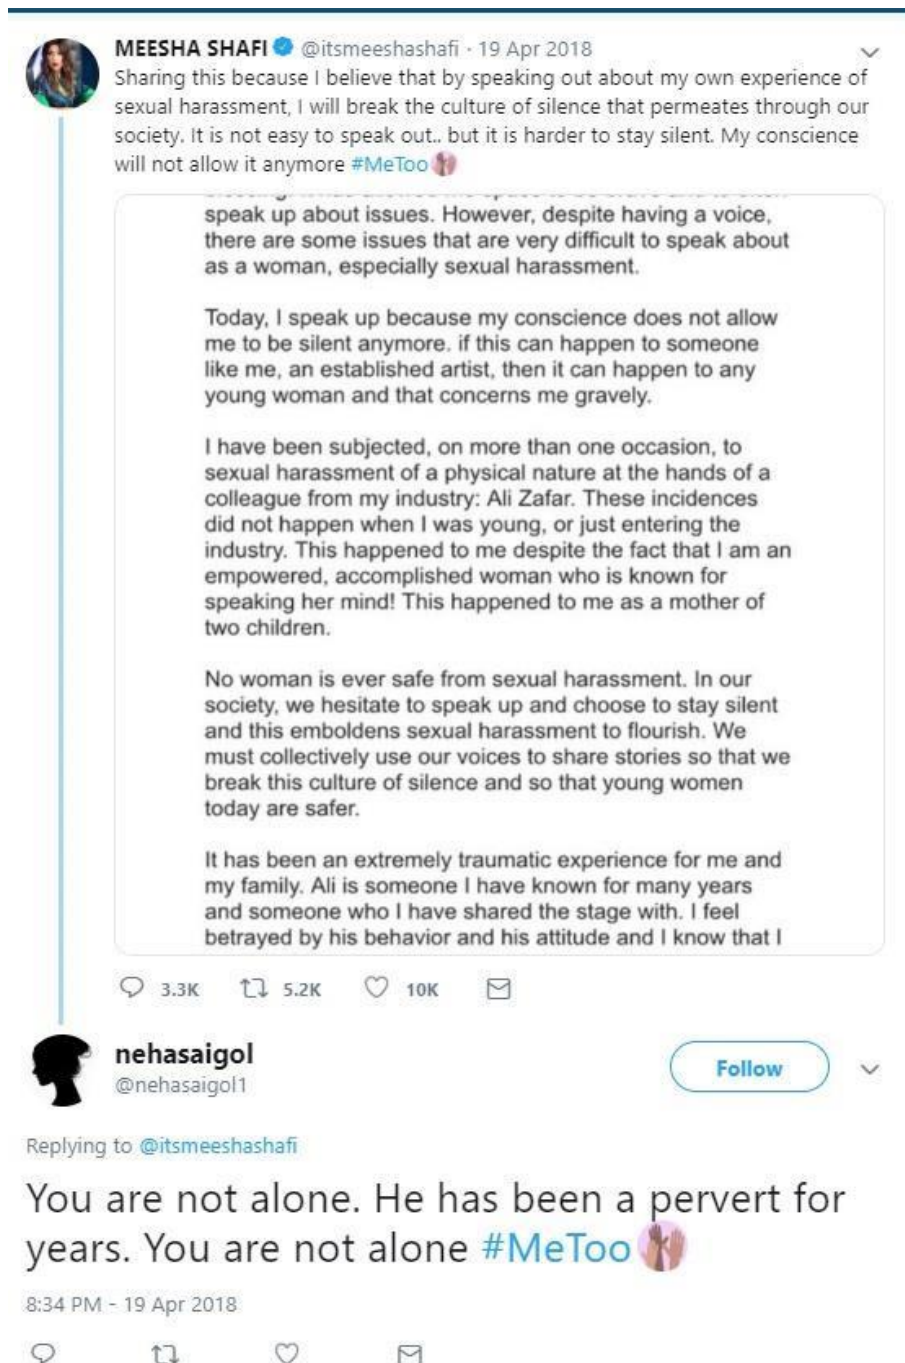 MEESHA SHAFI @itsmeeshashafi · 19 Apr 2018
Sharing this because I believe that by speaking out about my own experience of
sexual harassment, I will break the culture of silence that permeates through our
society. It is not easy to speak out.. but it is harder to stay silent. My conscience
will not allow it anymore #MeToo
speak up about issues. However, despite having a voice,
there are some issues that are very difficult to speak about
as a woman, especially sexual harassment.
Today, I speak up because my conscience does not allow
me to be silent anymore. if this can happen to someone
like me, an established artist, then it can happen to any
young woman and that concerns me gravely.
I have been subjected, on more than one occasion, to
sexual harassment of a physical nature at the hands of a
colleague from my industry: Ali Zafar. These incidences
did not happen when I was young, or just entering the
industry. This happened to me despite the fact that I am an
empowered, accomplished woman who is known for
speaking her mind! This happened to me as a mother of
two children.
No woman is ever safe from sexual harassment. In our
society, we hesitate to speak up and choose to stay silent
and this emboldens sexual harassment to flourish. We
must collectively use our voices to share stories so that we
break this culture of silence and so that young women
today are safer.
It has been an extremely traumatic experience for me and
my family. Ali is someone I have known for many years
and someone who I have shared the stage with. I feel
betrayed by his behavior and his attitude and I know that I
3.3K 5.2K 10K
nehasaigol
@nehasaigol1
Follow
Replying to @itsmeeshashafi
You are not alone. He has been a pervert for
years. You are not alone #MeToo
8:34 PM - 19 Apr 2018